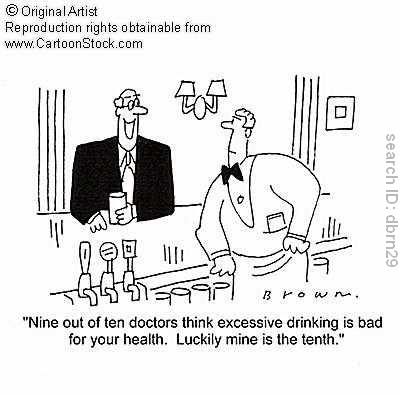 © Original Artist
Reproduction rights obtainable from
www.CartoonStock.com
search ID: dbrn29
Brown.
"Nine out of ten doctors think excessive drinking is bad
for your health.  Luckily mine is the tenth."